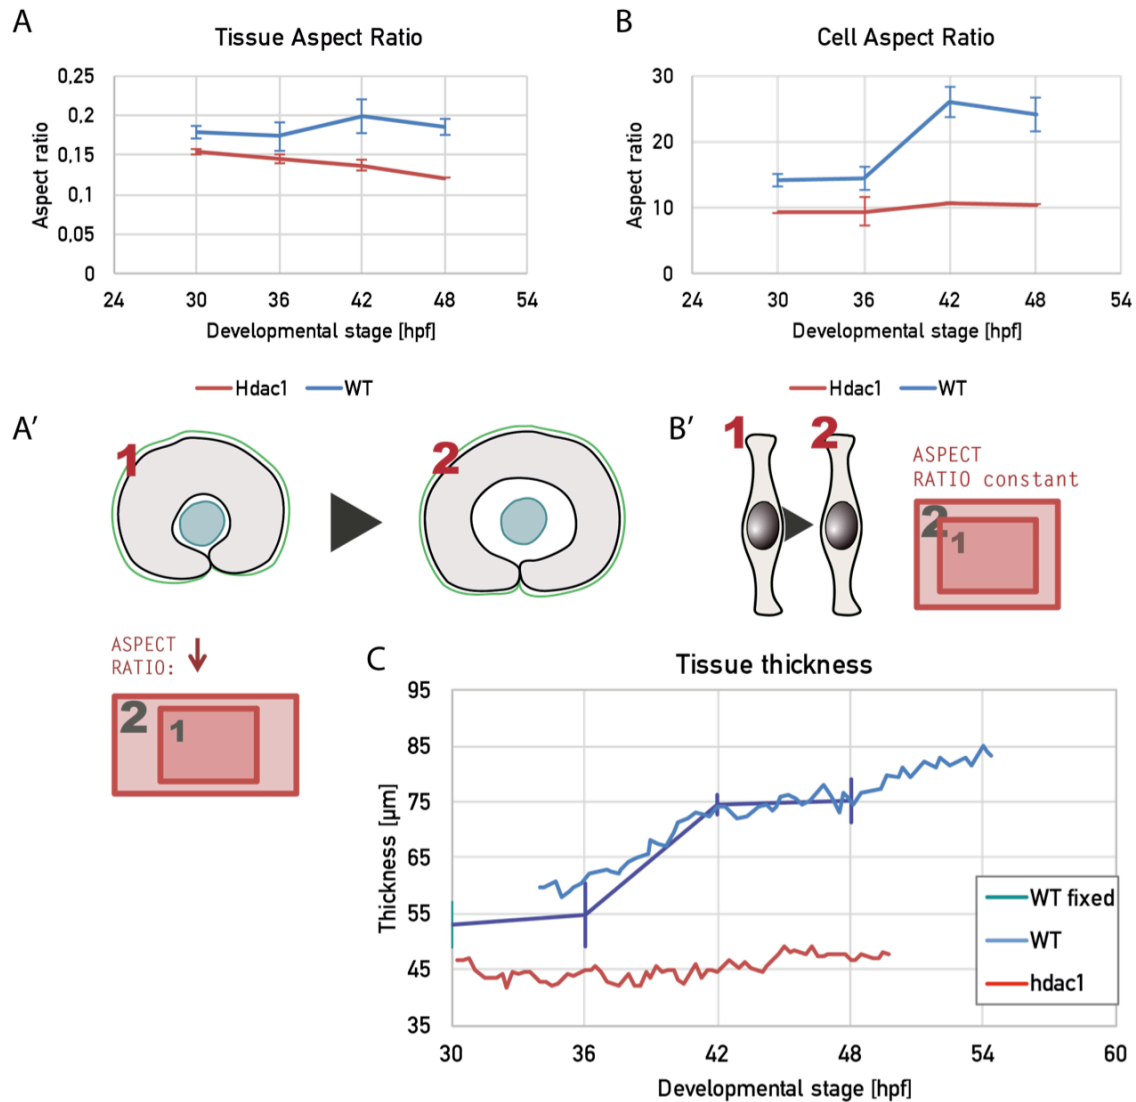 A
Tissue Aspect Ratio
0,25
0,2
0,15
0,1
0,05
0
Aspect ratio
24 30 36 42 48 54
Developmental stage [hpf]
Hdac1 WT
B
Cell Aspect Ratio
30
20
10
0
Aspect ratio
24 30 36 42 48 54
Developmental stage [hpf]
Hdac1 WT
A’
1
2
ASPECT
RATIO:
2
1
B’
1
2
ASPECT
RATIO constant
2
1
C
Tissue thickness
95
85
75
65
55
45
35
Thickness [µm]
30 36 42 48 54 60
Developmental stage [hpf]
WT fixed
WT
hdac1